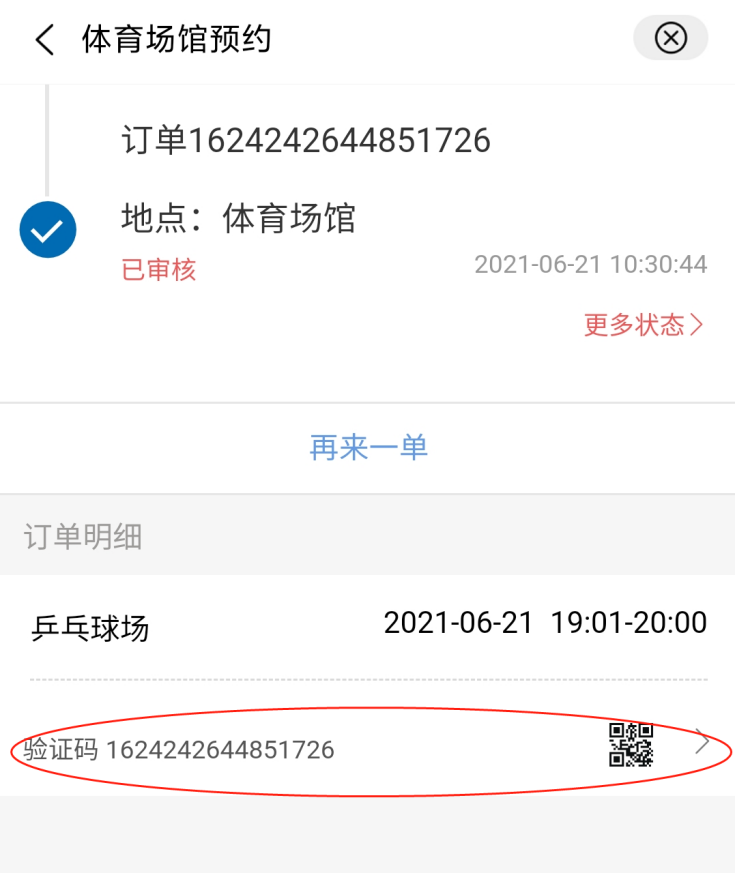 体育场馆预约
订单1624242644851726
地点：体育场馆
已审核 2021-06-21 10:30:44
更多状态
再来一单
订单明细
乒乓球场 2021-06-21 19:01-20:00
验证码 1624242644851726